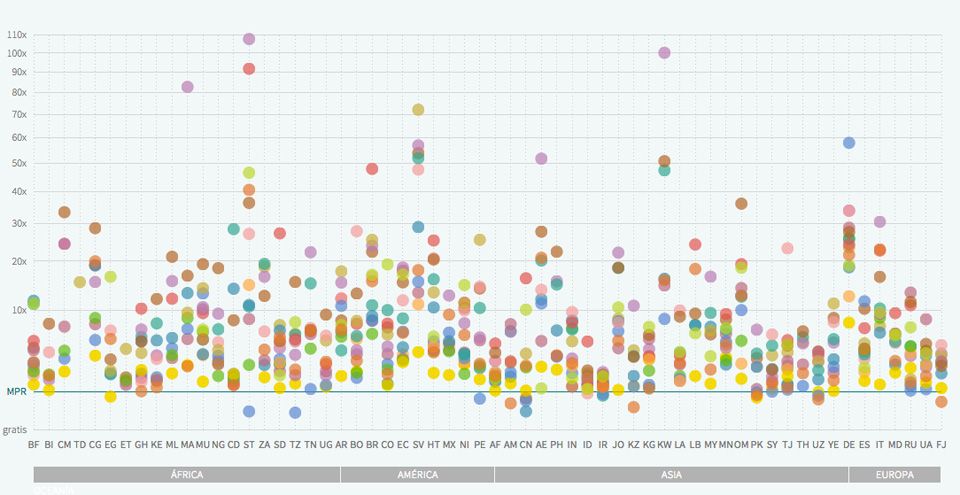 110x
100x
90x
80x
70x
60x
50x
40x
30x
20x
10x
MPR
gratis
BF BI CM TD CG EG ET GH KE ML MA MU NG CD ST ZA SD TZ TN UG AR BO BR CO EC SV HT MX NI PE AF AM CN AE PH IN ID IR JO KZ KG KW LA LB MY MN OM PK SY TJ TH UZ YE DE ES IT MD RU UA FJ
ÁFRICA AMÉRICA ASIA EUROPA
OCEANÍA